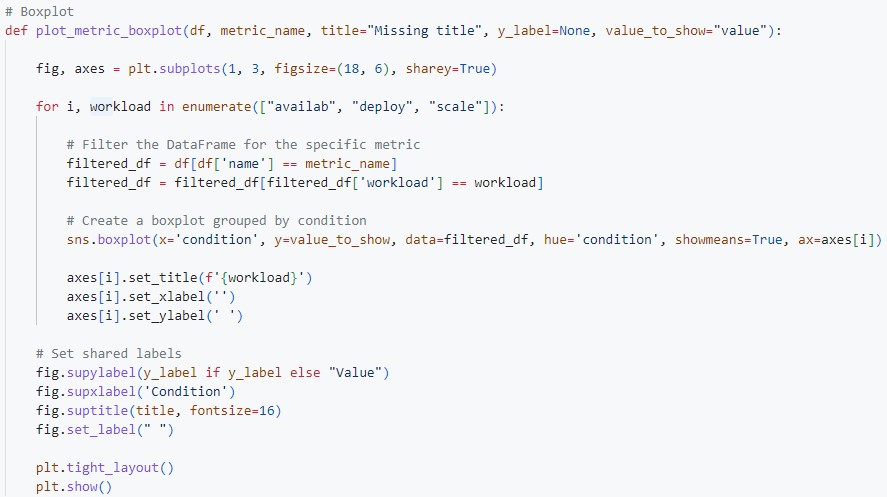 # Boxplot
def plot_metric_boxplot(df, metric_name, title="Missing title", y_label=None, value_to_show="value"):
fig, axes = plt.subplots(1, 3, figsize=(18, 6), sharey=True)
for i, workload in enumerate(["availab", "deploy", "scale"]):
# Filter the DataFrame for the specific metric
filtered_df = df[df['name'] == metric_name]
filtered_df = filtered_df[filtered_df['workload'] == workload]
# Create a boxplot grouped by condition
sns.boxplot(x='condition', y=value_to_show, data=filtered_df, hue='condition', showmeans=True, ax=axes[i])
axes[i].set_title(f'{workload}')
axes[i].set_xlabel('')
axes[i].set_ylabel(' ')
# Set shared labels
fig.supylabel(y_label if y_label else "Value")
fig.supxlabel('Condition')
fig.suptitle(title, fontsize=16)
fig.set_label(" ")
plt.tight_layout()
plt.show()